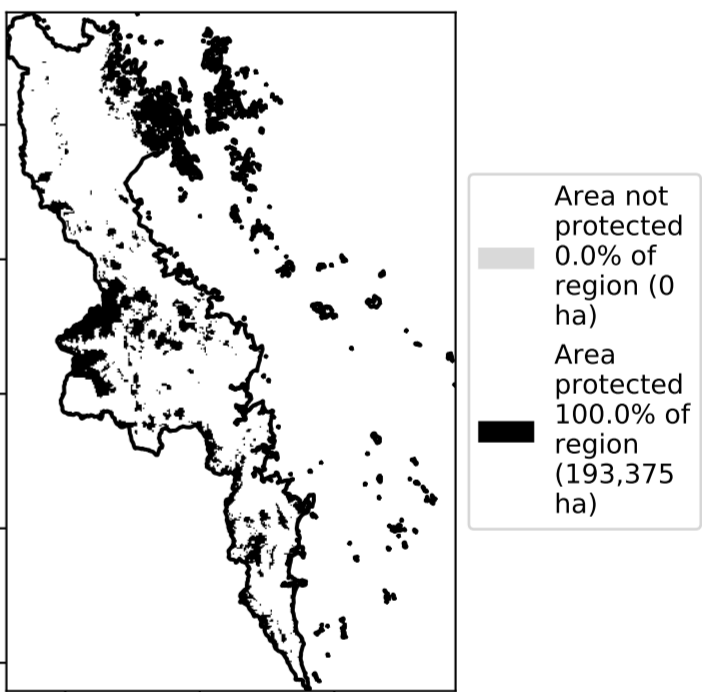 Area not
protected
0.0% of
region (0
ha)
Area
protected
100.0% of
region
(193,375
ha)